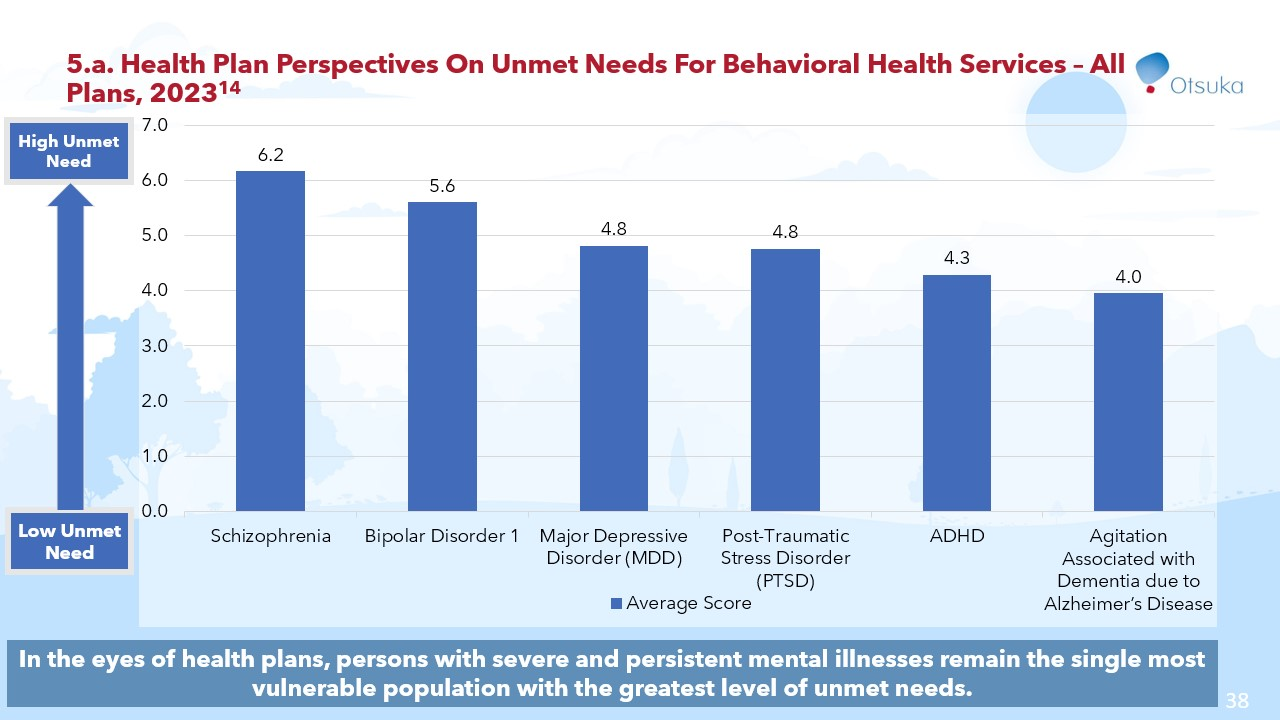 5.a. Health Plan Perspectives On Unmet Needs For Behavioral Health Services – All
Plans, 2023¹⁴
Otsuka
High Unmet
Need
Low Unmet
Need
7.0
6.0
5.0
4.0
3.0
2.0
1.0
0.0
6.2
5.6
4.8
4.8
4.3
4.0
Schizophrenia
Bipolar Disorder 1
Major Depressive
Disorder (MDD)
Post-Traumatic
Stress Disorder
(PTSD)
ADHD
Agitation
Associated with
Dementia due to
Alzheimer’s Disease
Average Score
In the eyes of health plans, persons with severe and persistent mental illnesses remain the single most
vulnerable population with the greatest level of unmet needs.
38